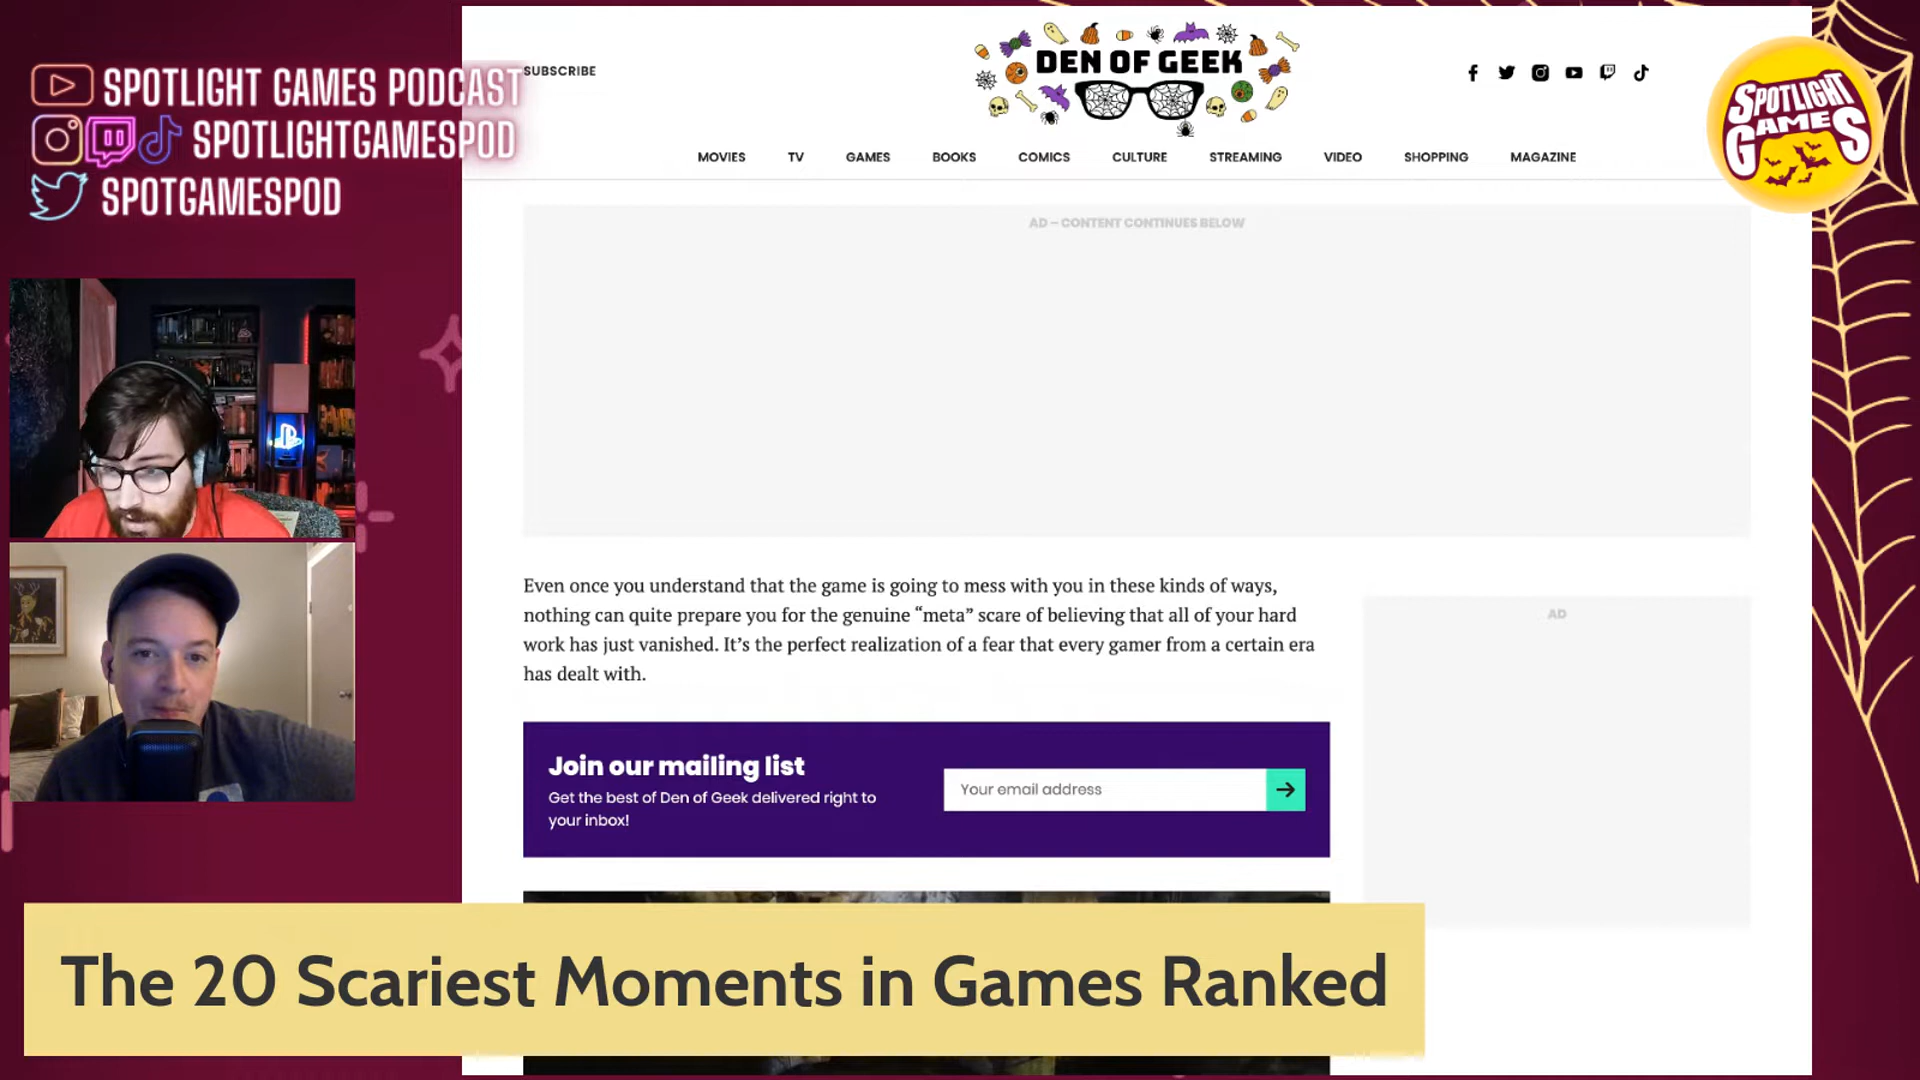 SPOTLIGHT GAMES PODCAST
SPOTLIGHTGAMESPOD
SPOTGAMESPOD
SUBSCRIBE
DEN OF GEEK
SPOTLIGHT
GAMES
MOVIES TV GAMES BOOKS COMICS CULTURE STREAMING VIDEO SHOPPING MAGAZINE
AD – CONTENT CONTINUES BELOW
Even once you understand that the game is going to mess with you in these kinds of ways,
nothing can quite prepare you for the genuine “meta” scare of believing that all of your hard
work has just vanished. It’s the perfect realization of a fear that every gamer from a certain era
has dealt with.
AD
Join our mailing list
Get the best of Den of Geek delivered right to
your inbox!
Your email address
The 20 Scariest Moments in Games Ranked